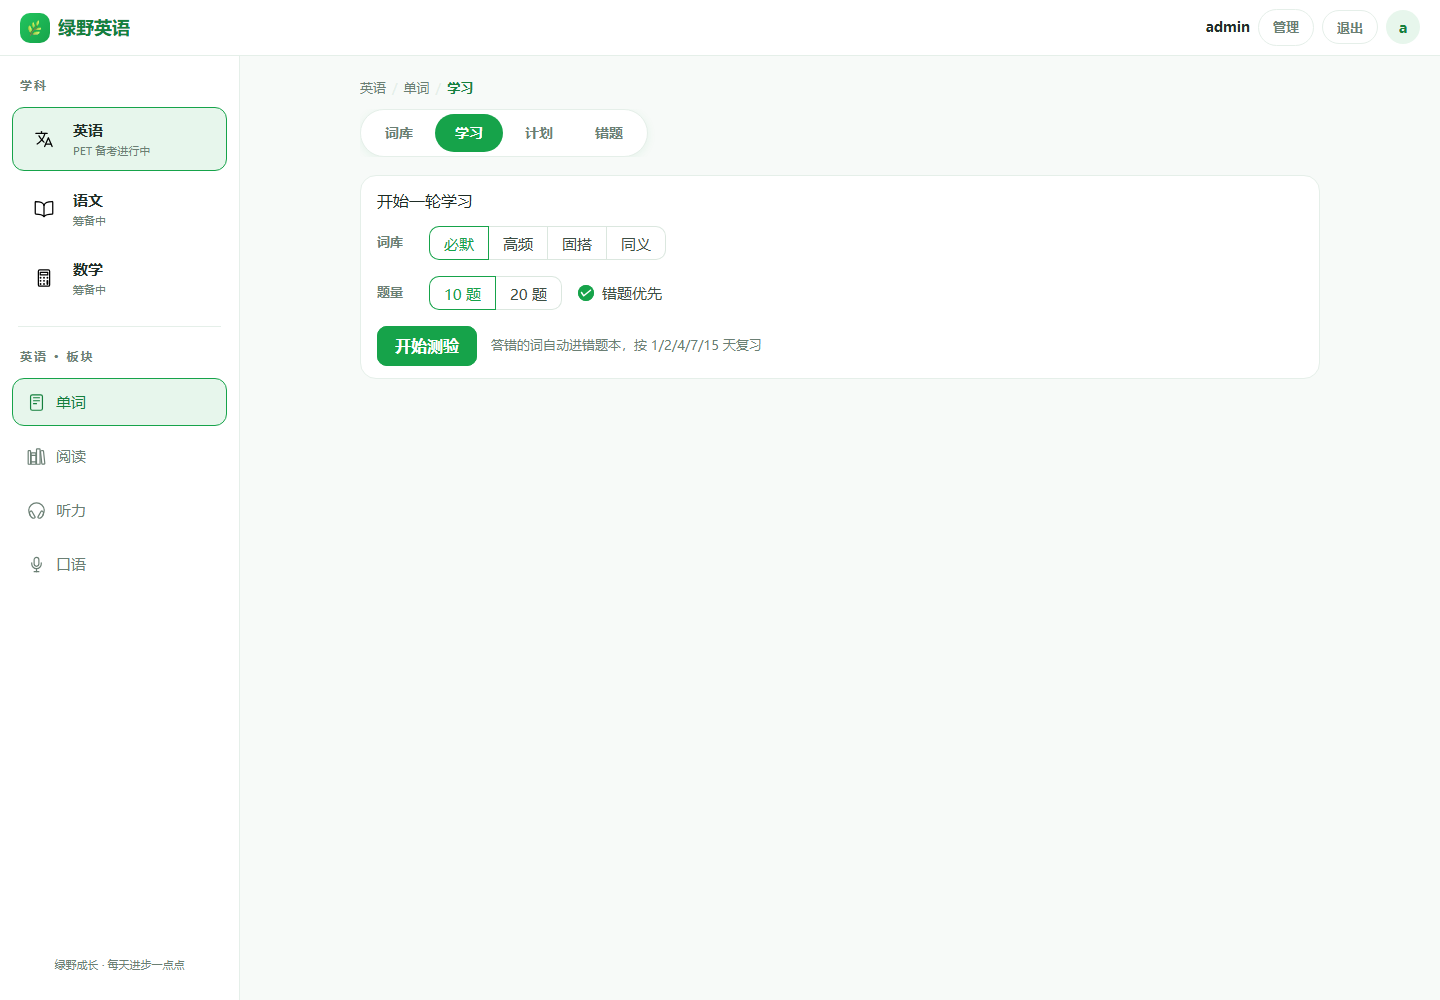 绿野英语
admin 管理 退出 a
学科
英语
PET 备考进行中
语文
筹备中
数学
筹备中
英语 • 板块
单词
阅读
听力
口语
绿野成长 · 每天进步一点点
英语 / 单词 / 学习
词库 学习 计划 错题
开始一轮学习
词库 必默 高频 固搭 同义
题量 10 题 20 题 错题优先
开始测验 答错的词自动进错题本，按 1/2/4/7/15 天复习